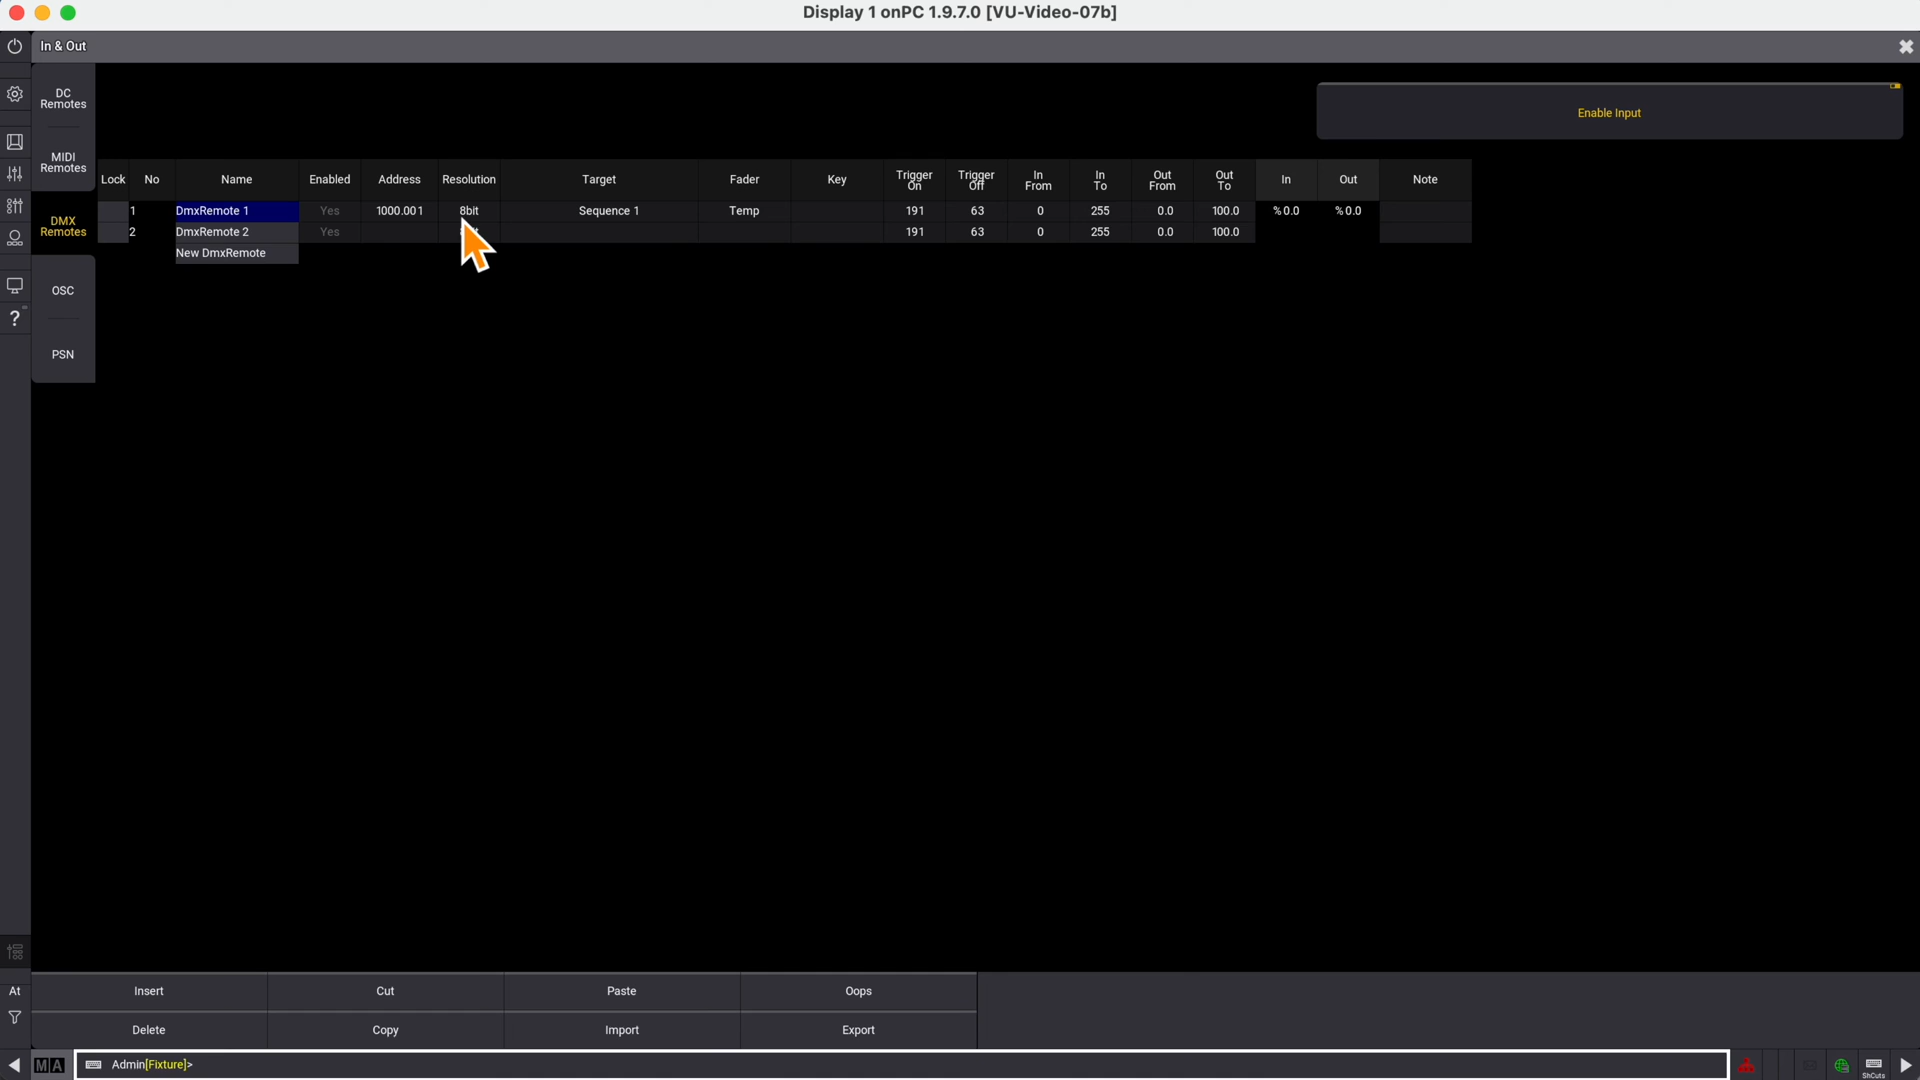 Display 1 onPC 1.9.7.0 [VU-Video-07b]
In & Out
DC Remotes
MIDI Remotes
DMX Remotes
OSC
PSN
Enable Input
Lock No Name Enabled Address Resolution Target Fader Key Trigger On Trigger Off In From In To Out From Out To In Out Note
1 DmxRemote 1 Yes 1000.001 8bit Sequence 1 Temp 191 63 0 255 0.0 100.0 %0.0 %0.0
2 DmxRemote 2 Yes 191 63 0 255 0.0 100.0
New DmxRemote
?
Insert Cut Paste Oops
Delete Copy Import Export
At
MA
Admin[Fixture]>
ShCuts